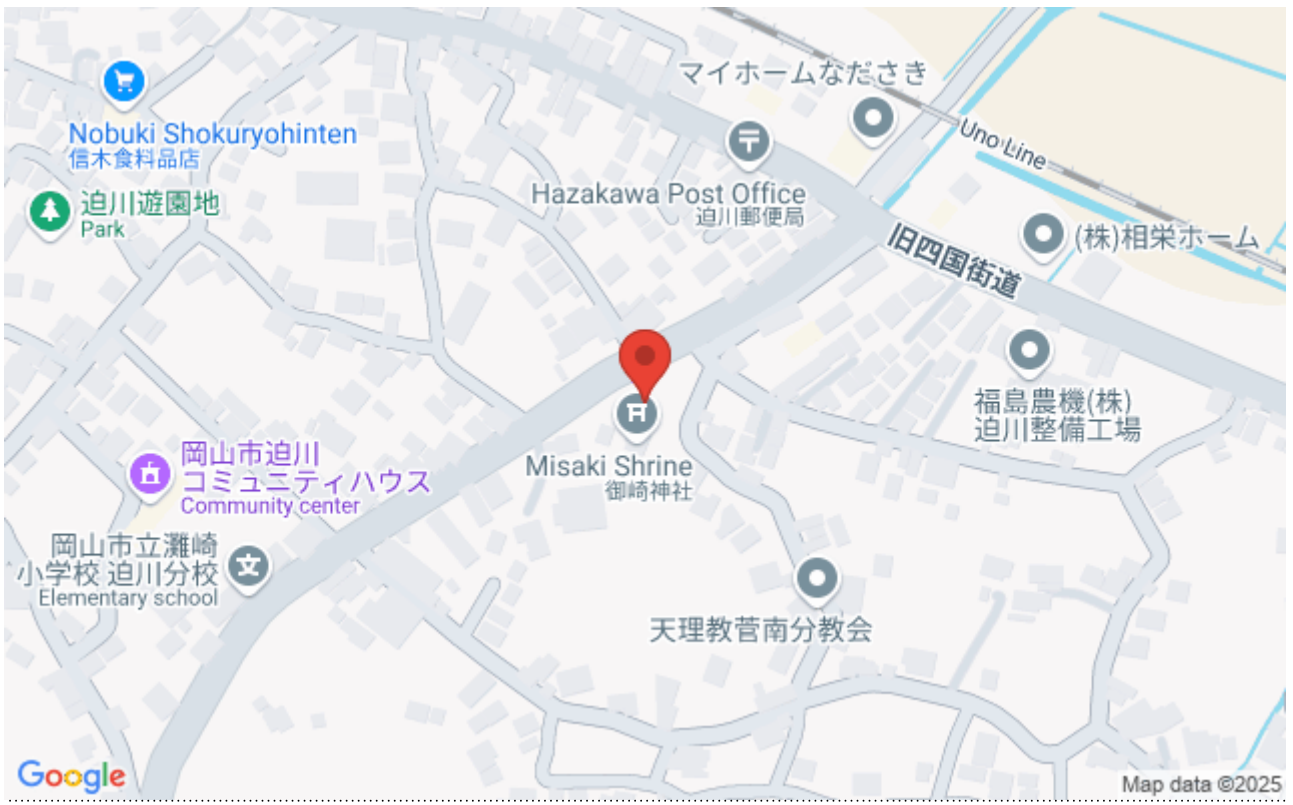 マイホームなださき
Nobuki Shokuryohinten
信木食料品店
Uno Line
Hazakawa Post Office
迫川郵便局
迫川遊園地
Park
旧四国街道
(株)相栄ホーム
福島農機(株)
迫川整備工場
岡山市迫川
コミュニティハウス
Community center
Misaki Shrine
御崎神社
岡山市立灘崎
小学校 迫川分校
Elementary school
天理教菅南分教会
Google
Map data ©2025